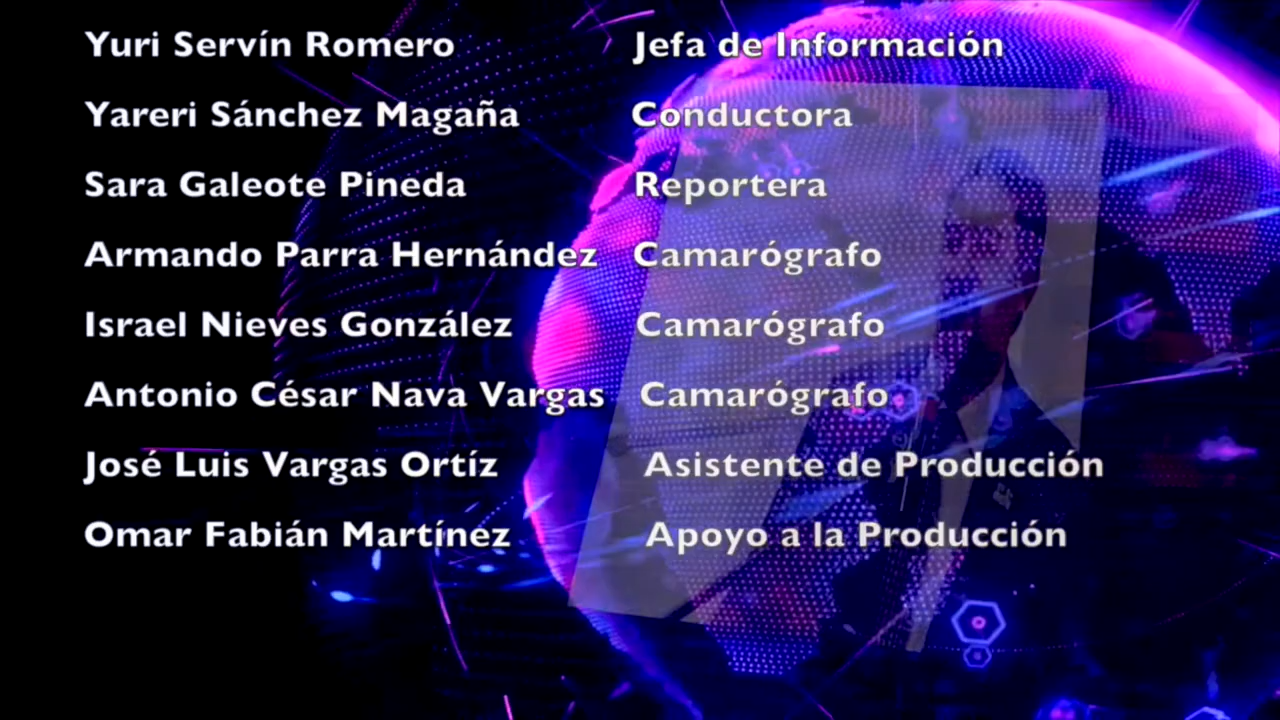 Yuri Servín Romero Jefa de Información
Yareri Sánchez Magaña Conductora
Sara Galeote Pineda Reportera
Armando Parra Hernández Camarógrafo
Israel Nieves González Camarógrafo
Antonio César Nava Vargas Camarógrafo
José Luis Vargas Ortíz Asistente de Producción
Omar Fabián Martínez Apoyo a la Producción